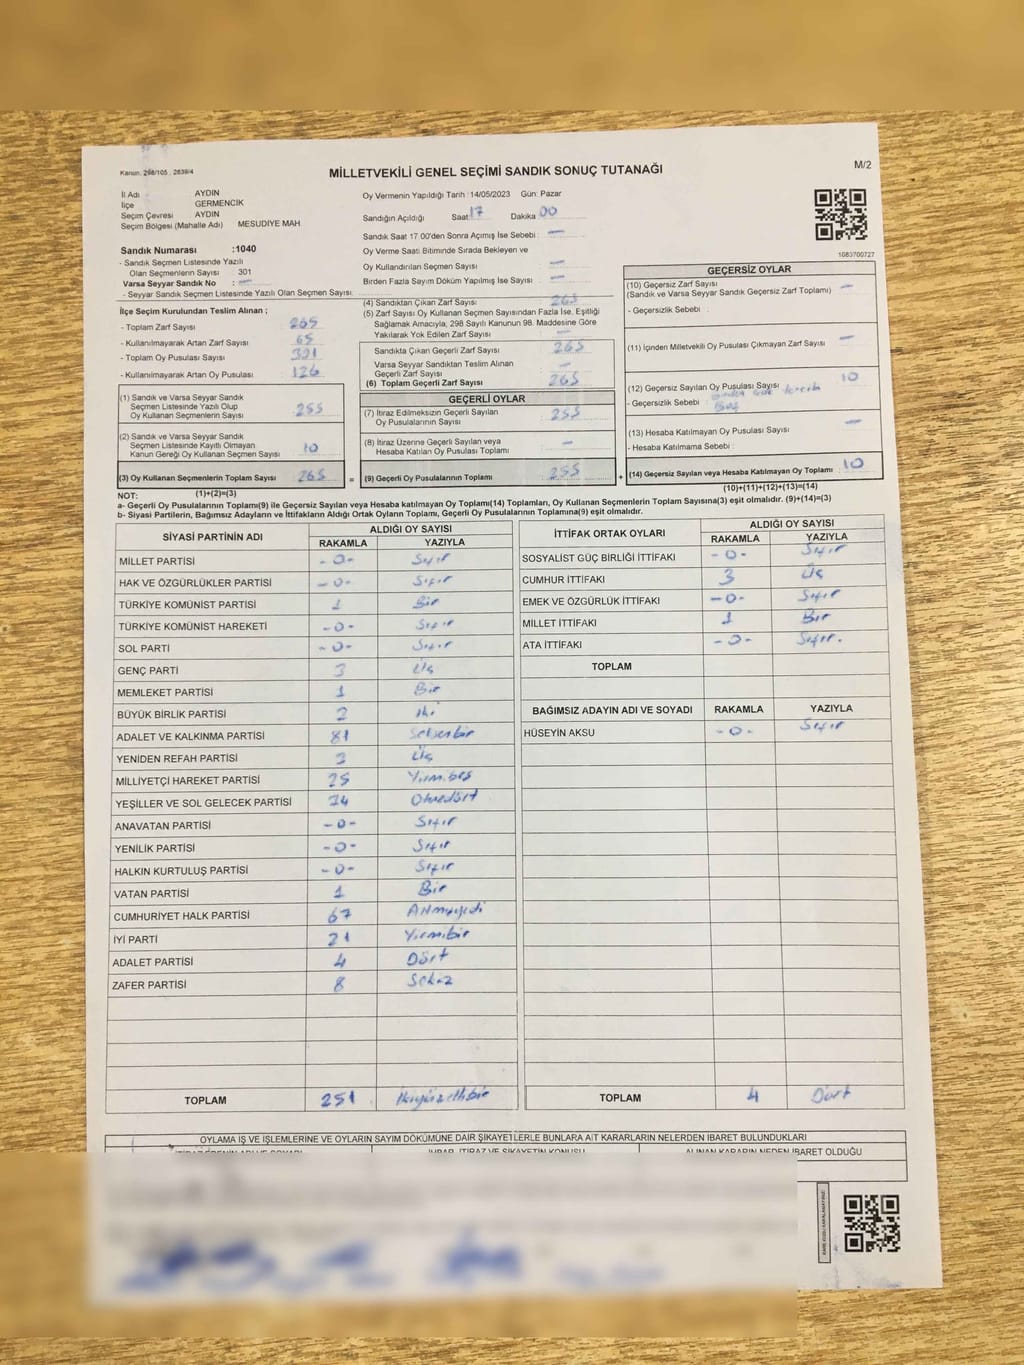 Kanun, 298/105 , 2839/4
MİLLETVEKİLİ GENEL SEÇİMİ SANDIK SONUÇ TUTANAĞI
M/2
İl Adı AYDIN
İlçe GERMENCIK
Seçim Çevresi AYDIN
Seçim Bölgesi (Mahalle Adı) MESUDİYE MAH
Sandık Numarası :1040
- Sandık Seçmen Listesinde Yazılı
Olan Seçmenlerin Sayısı : 301
Varsa Seyyar Sandık No : —
- Seyyar Sandık Seçmen Listesinde Yazılı Olan Seçmen Sayısı:
Oy Vermenin Yapıldığı Tarih :14/05/2023 Gün: Pazar
Sandığın Açıldığı Saat 17 Dakika 00
Sandık Saat 17.00'den Sonra Açımış İse Sebebi : —
Oy Verme Saati Bitiminde Sırada Bekleyen ve
Oy Kullandırılan Seçmen Sayısı —
Birden Fazla Sayım Döküm Yapılmış İse Sayısı : —
1083700727
İlçe Seçim Kurulundan Teslim Alınan ;
- Toplam Zarf Sayısı
- Kullanılmayarak Artan Zarf Sayısı 65
- Toplam Oy Pusulası Sayısı
- Kullanılmayarak Artan Oy Pusulası 126
(4) Sandıktan Çıkan Zarf Sayısı 265
(5) Zarf Sayısı Oy Kullanan Seçmen Sayısından Fazla İse, Eşitliği
Sağlamak Amacıyla; 298 Sayılı Kanunun 98. Maddesine Göre
Yakılarak Yok Edilen Zarf Sayısı —
Sandıkta Çıkan Geçerli Zarf Sayısı 265
Varsa Seyyar Sandıktan Teslim Alınan
Geçerli Zarf Sayısı —
(6) Toplam Geçerli Zarf Sayısı 265
(1) Sandık ve Varsa Seyyar Sandık
Seçmen Listesinde Yazılı Olup
Oy Kullanan Seçmenlerin Sayısı 255
(2) Sandık ve Varsa Seyyar Sandık
Seçmen Listesinde Kayıtlı Olmayan
Kanun Gereği Oy Kullanan Seçmen Sayısı 10
(3) Oy Kullanan Seçmenlerin Toplam Sayısı 265 =
(1)+(2)=(3)
GEÇERLİ OYLAR
(7) İtiraz Edilmeksizin Geçerli Sayılan
Oy Pusulalarının Sayısı 255
(8) İtiraz Üzerine Geçerli Sayılan veya
Hesaba Katılan Oy Pusulası Toplamı —
(9) Geçerli Oy Pusulalarının Toplamı 255 +
GEÇERSİZ OYLAR
(10) Geçersiz Zarf Sayısı —
(Sandık ve Varsa Seyyar Sandık Geçersiz Zarf Toplamı)
- Geçersizlik Sebebi :
(11) İçinden Milletvekili Oy Pusulası Çıkmayan Zarf Sayısı —
(12) Geçersiz Sayılan Oy Pusulası Sayısı 10
- Geçersizlik Sebebi
(13) Hesaba Katılmayan Oy Pusulası Sayısı —
- Hesaba Katılmama Sebebi :
(14) Geçersiz Sayılan veya Hesaba Katılmayan Oy Toplamı 10
(10)+(11)+(12)+(13)=(14)
NOT:
a- Geçerli Oy Pusulasının Toplamı(9) ile Geçersiz Sayılan veya Hesaba Katılmayan Oy Toplamı(14) Toplamları, Oy Kullanan Seçmenlerin Toplam Sayısına(3) eşit olmalıdır. (9)+(14)=(3)
b- Siyasi Partilerin, Bağımsız Adayların ve İttifakların Aldığı Ortak Oyların Toplamı, Geçerli Oy Pusulalarının Toplamına(9) eşit olmalıdır.
SİYASİ PARTİNİN ADI ALDIĞI OY SAYISI
RAKAMLA YAZIYLA
MİLLET PARTİSİ -0- Sıfır
HAK VE ÖZGÜRLÜKLER PARTİSİ -0- Sıfır
TÜRKİYE KOMÜNİST PARTİSİ 1 Bir
TÜRKİYE KOMÜNİST HAREKETİ -0- Sıfır
SOL PARTİ -0- Sıfır
GENÇ PARTİ 3 Üç
MEMLEKET PARTİSİ 1 Bir
BÜYÜK BİRLİK PARTİSİ 2 iki
ADALET VE KALKINMA PARTİSİ 81 Seksenbir
YENİDEN REFAH PARTİSİ 3 Üç
MİLLİYETÇİ HAREKET PARTİSİ 25 Yirmibeş
YEŞİLLER VE SOL GELECEK PARTİSİ 34 Otuzdört
ANAVATAN PARTİSİ -0- Sıfır
YENİLİK PARTİSİ -0- Sıfır
HALKIN KURTULUŞ PARTİSİ -0- Sıfır
VATAN PARTİSİ 1 Bir
CUMHURİYET HALK PARTİSİ 67 Altmışyedi
İYİ PARTİ 21 Yirmibir
ADALET PARTİSİ 4 Dört
ZAFER PARTİSİ 8 Sekiz
TOPLAM 251 ikiyüzellibir
İTTİFAK ORTAK OYLARI ALDIĞI OY SAYISI
RAKAMLA YAZIYLA
SOSYALİST GÜÇ BİRLİĞİ İTTİFAKI -0- Sıfır
CUMHUR İTTİFAKI 3 Üç
EMEK VE ÖZGÜRLÜK İTTİFAKI -0- Sıfır
MİLLET İTTİFAKI 1 Bir
ATA İTTİFAKI -0- Sıfır.
TOPLAM
BAĞIMSIZ ADAYIN ADI VE SOYADI RAKAMLA YAZIYLA
HÜSEYİN AKSU -0- Sıfır
TOPLAM 4 Dört
OYLAMA İŞ VE İŞLEMLERİNE VE OYLARIN SAYIM DÖKÜMÜNE DAİR ŞİKAYETLERLE BUNLARA AİT KARARLARIN NELERDEN İBARET BULUNDUKLARI
İHBAR, İTİRAZ VE ŞİKAYETİN KONUSU
ALINAN KARARIN NEDEN İBARET OLDUĞU